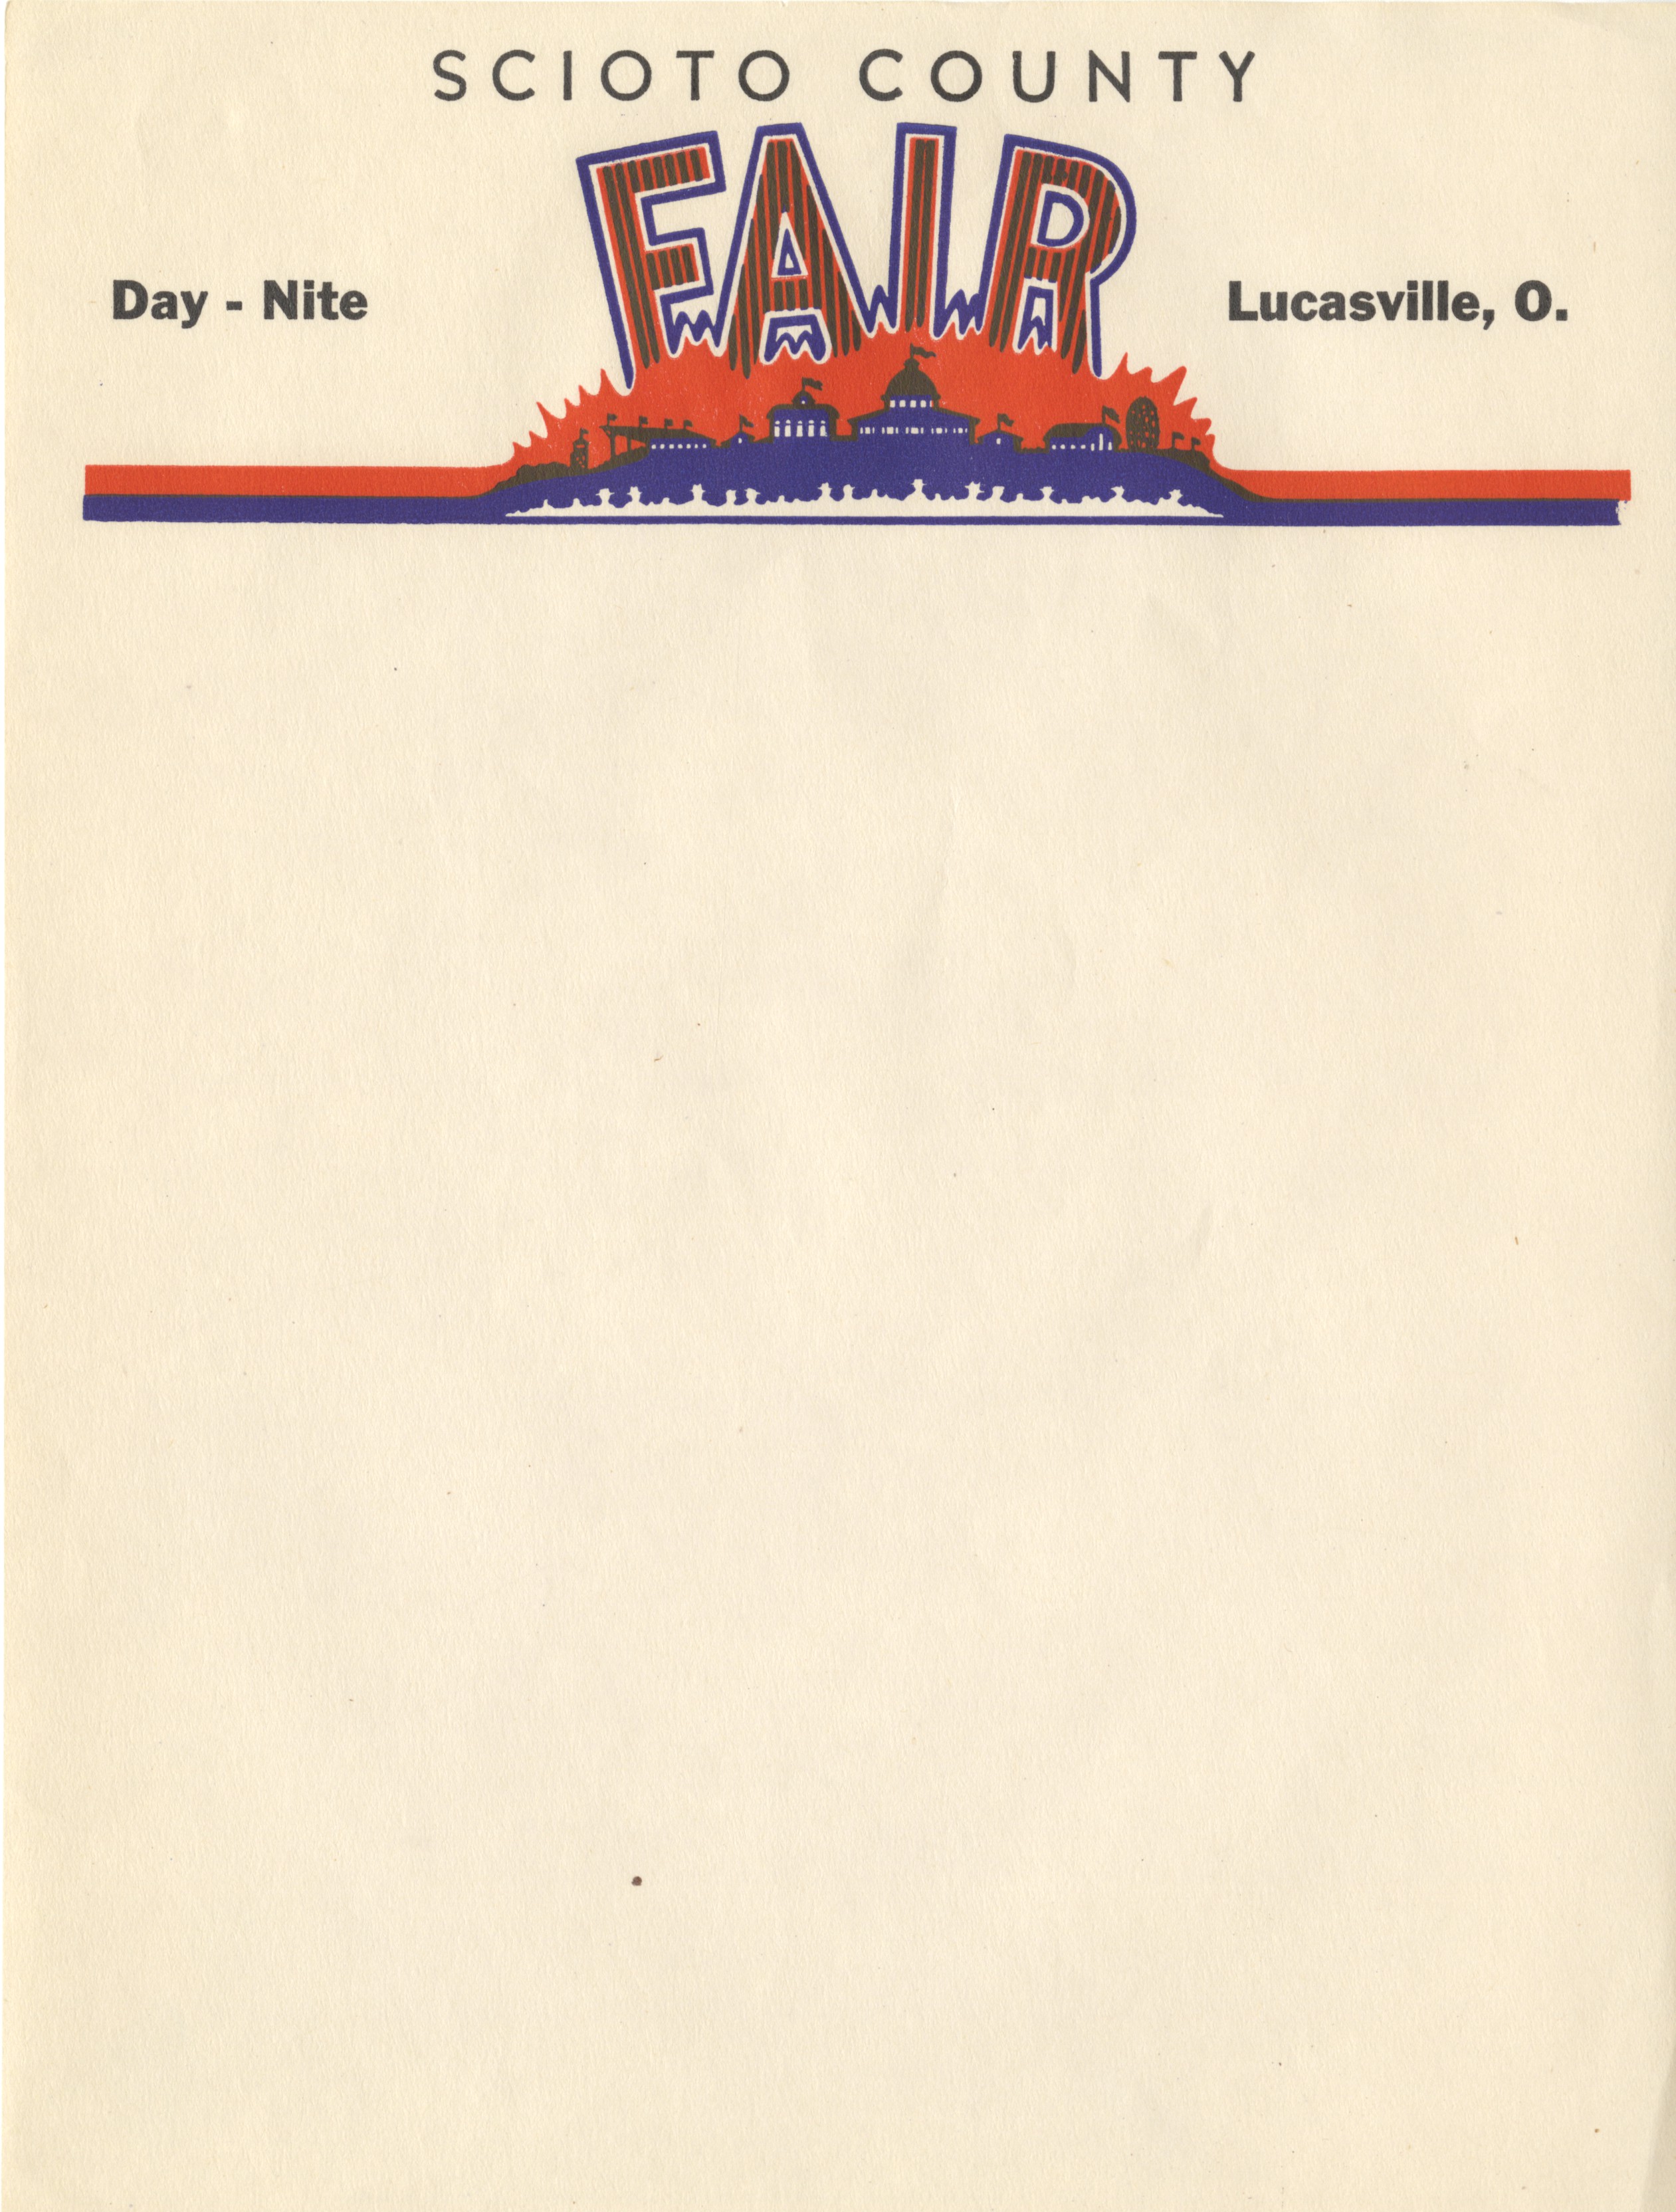 SCIOTO COUNTY
FAIR
Day - Nite
Lucasville, O.